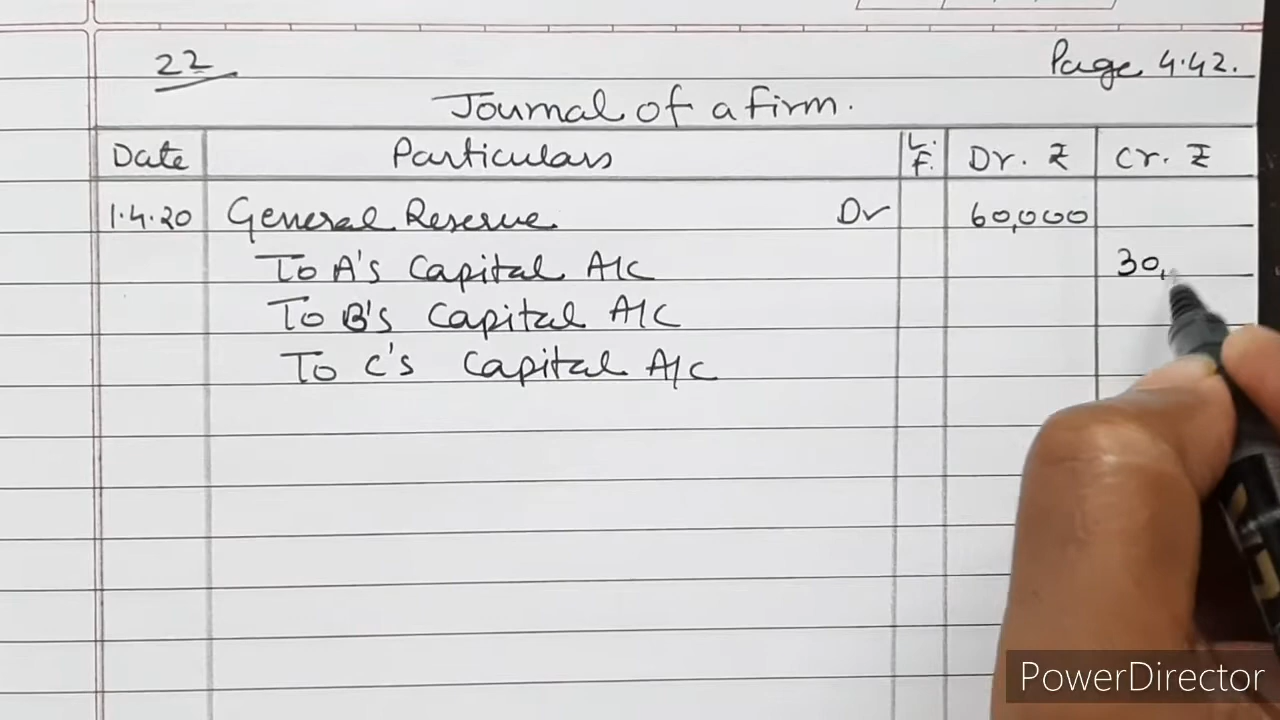 22 Page 4.42.
Journal of a firm.
Date Particulars L.F. Dr. ₹ Cr. ₹
1.4.20 General Reserve Dr 60,000
To A's Capital A/C 30,
To B's Capital A/C
To C's Capital A/C
PowerDirector